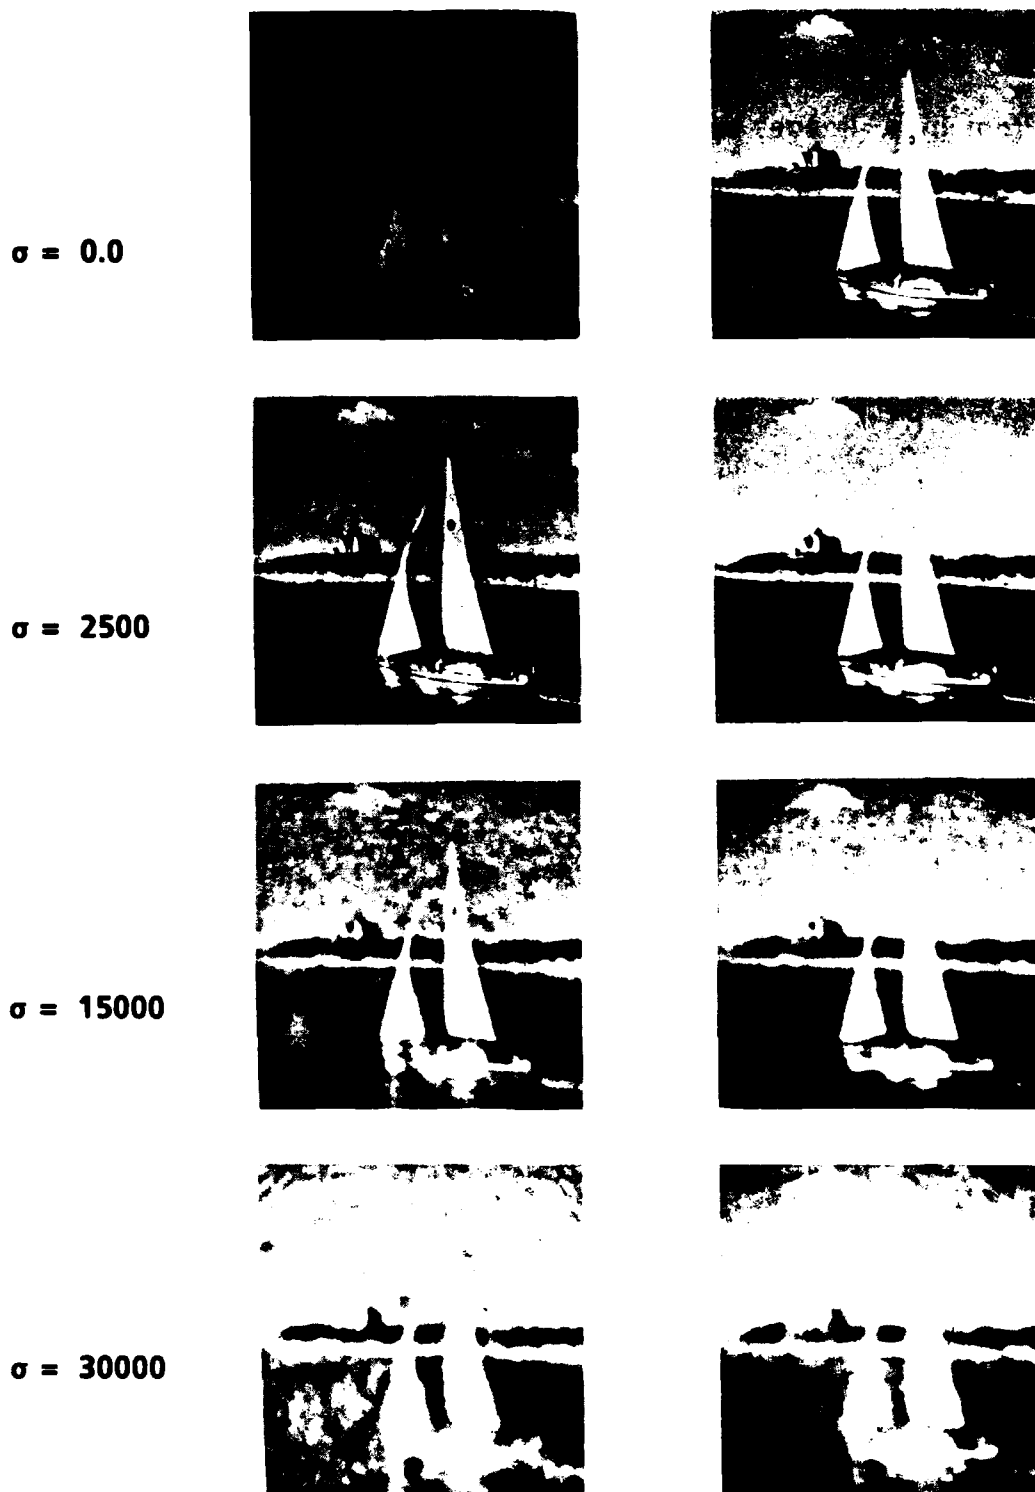 σ = 0.0
σ = 2500
σ = 15000
σ = 30000